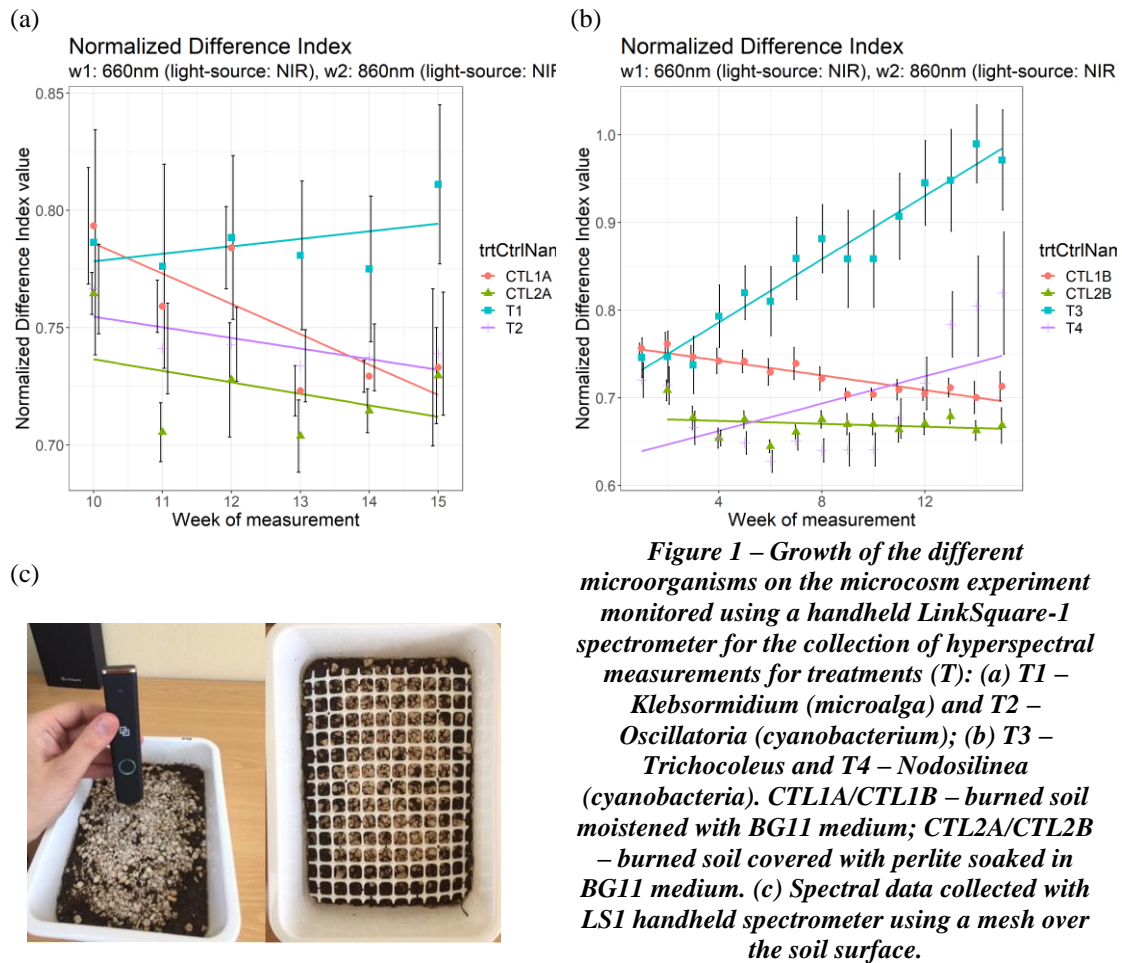 (a)
Normalized Difference Index
w1: 660nm (light-source: NIR), w2: 860nm (light-source: NIF
0.85
0.80
0.75
0.70
Normalized Difference Index value
10
11
12
13
14
15
Week of measurement
trtCtrlNan
CTL1A
CTL2A
T1
T2
(b)
Normalized Difference Index
w1: 660nm (light-source: NIR), w2: 860nm (light-source: NIR
1.0
0.9
0.8
0.7
0.6
Normalized Difference Index value
4
8
12
Week of measurement
trtCtrlNan
CTL1B
CTL2B
T3
T4
(c)
Figure 1 – Growth of the different
microorganisms on the microcosm experiment
monitored using a handheld LinkSquare-1
spectrometer for the collection of hyperspectral
measurements for treatments (T): (a) T1 –
Klebsormidium (microalga) and T2 –
Oscillatoria (cyanobacterium); (b) T3 –
Trichocoleus and T4 – Nodosilinea
(cyanobacteria). CTL1A/CTL1B – burned soil
moistened with BG11 medium; CTL2A/CTL2B
– burned soil covered with perlite soaked in
BG11 medium. (c) Spectral data collected with
LS1 handheld spectrometer using a mesh over
the soil surface.